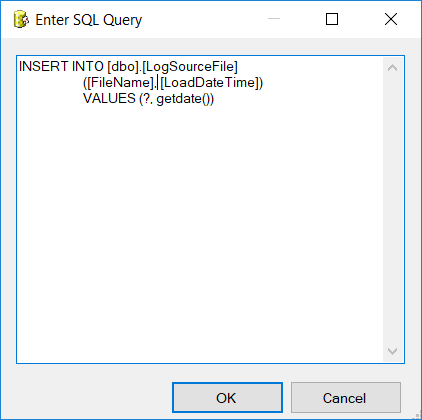 Enter SQL Query
INSERT INTO [dbo].[LogSourceFile]
([FileName],[LoadDateTime])
VALUES (?, getdate())
OK
Cancel